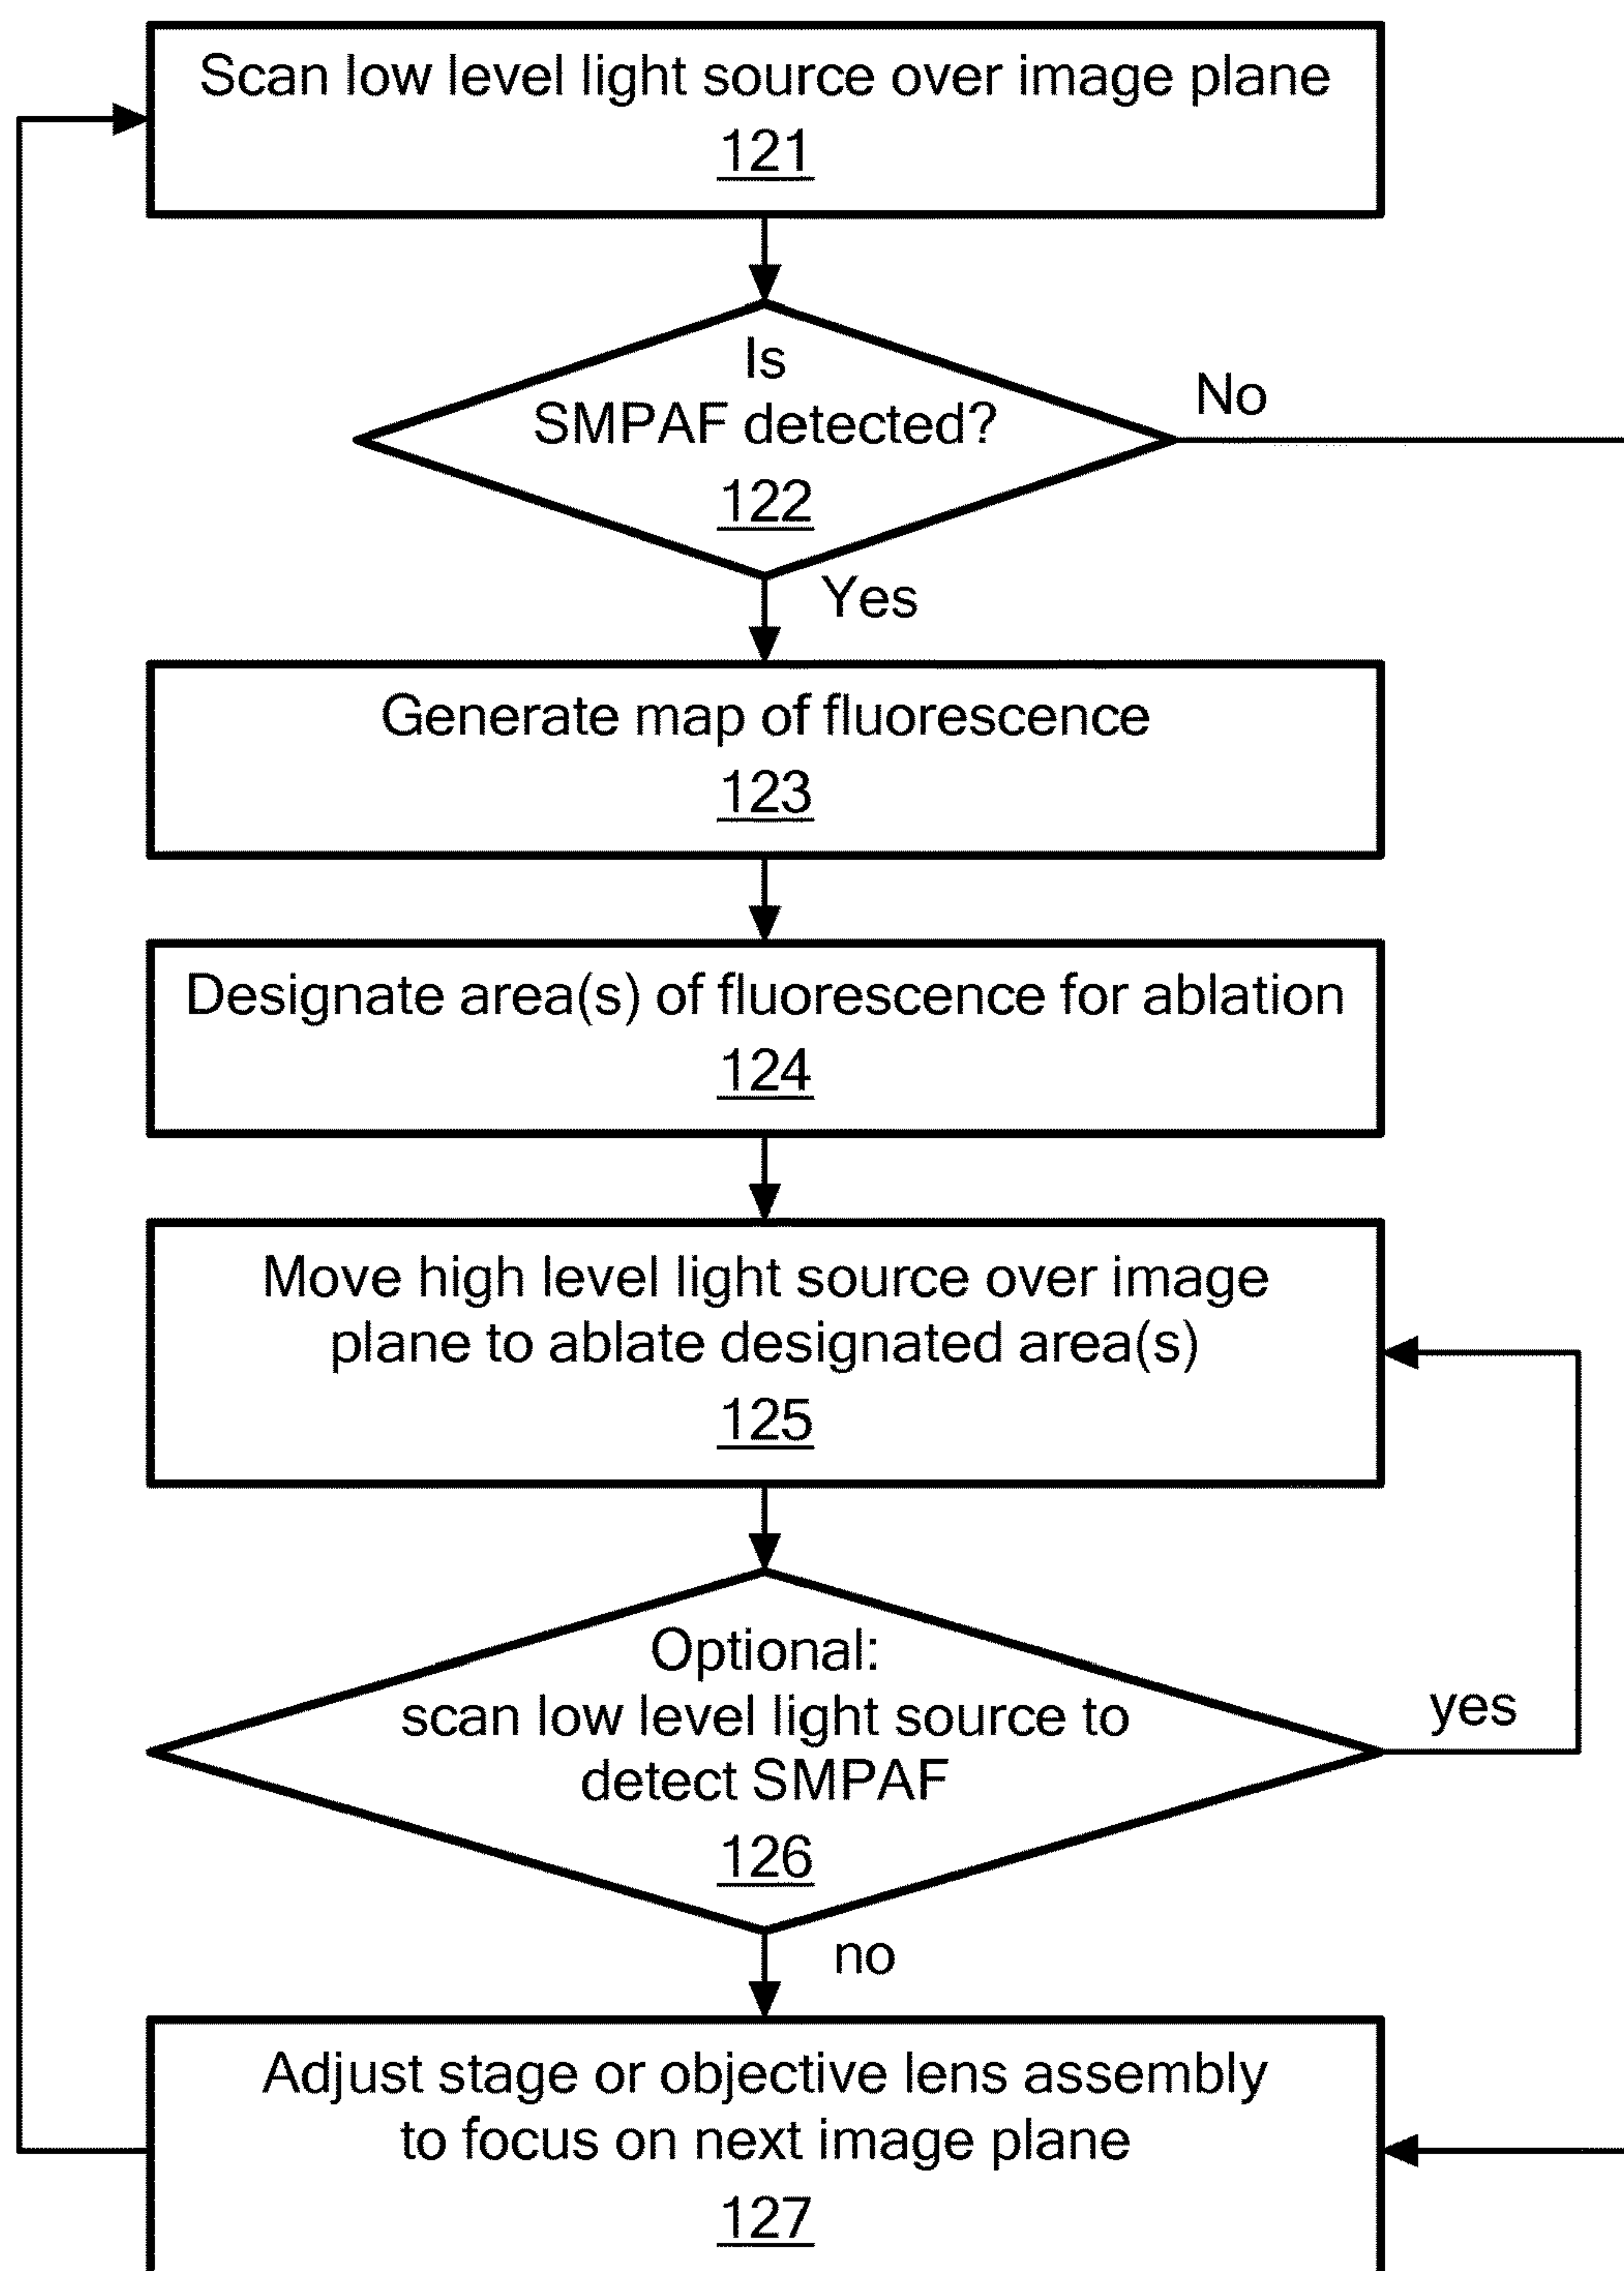 Scan low level light source over image plane
121
Is
SMPAF detected?
122
No
Yes
Generate map of fluorescence
123
Designate area(s) of fluorescence for ablation
124
Move high level light source over image
plane to ablate designated area(s)
125
Optional:
scan low level light source to
detect SMPAF
126
yes
no
Adjust stage or objective lens assembly
to focus on next image plane
127